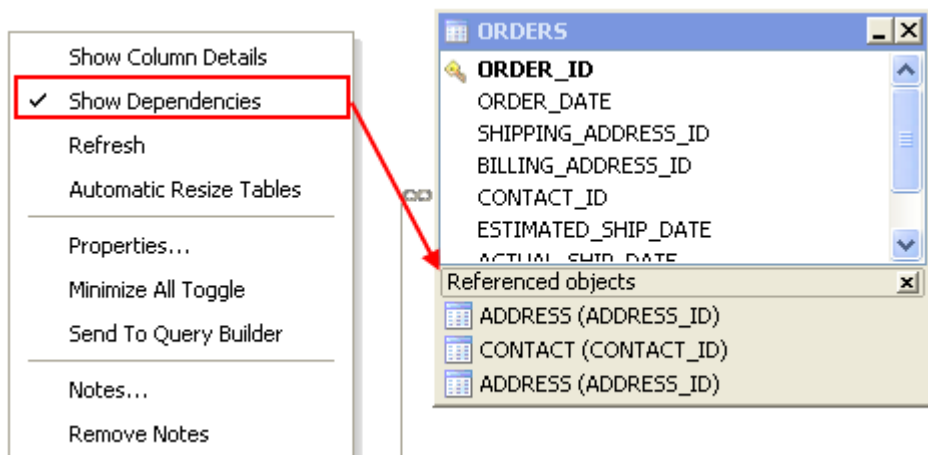 Show Column Details
Show Dependencies
Refresh
Automatic Resize Tables
Properties...
Minimize All Toggle
Send To Query Builder
Notes...
Remove Notes
ORDERS
ORDER_ID
ORDER_DATE
SHIPPING_ADDRESS_ID
BILLING_ADDRESS_ID
CONTACT_ID
ESTIMATED_SHIP_DATE
ACTUAL_SHIP_DATE
Referenced objects
ADDRESS (ADDRESS_ID)
CONTACT (CONTACT_ID)
ADDRESS (ADDRESS_ID)